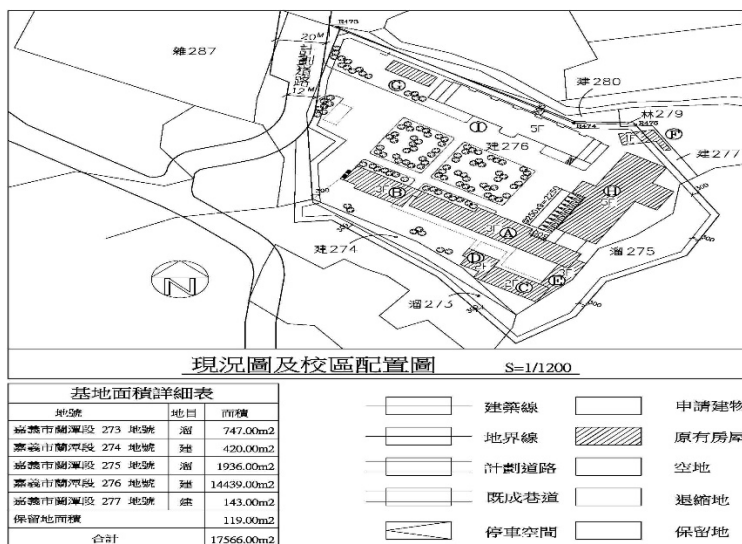 雜287
20M
計劃道路
12M
R475
建280
林279
R474
R476
F
建277
G
I
5F
建276
H
5F
B
3F
A
3F
D
C
E
建274
溜275
溜273
N
現況圖及校區配置圖 S=1/1200
基地面積詳細表
地號 地目 面積
嘉義市蘭潭段 273 地號 溜 747.00m2
嘉義市蘭潭段 274 地號 建 420.00m2
嘉義市蘭潭段 275 地號 溜 1936.00m2
嘉義市蘭潭段 276 地號 建 14439.00m2
嘉義市蘭潭段 277 地號 建 143.00m2
保留地面積 119.00m2
合計 17566.00m2
建築線 申請建物
地界線 原有房屋
計劃道路 空地
既成巷道 退縮地
停車空間 保留地